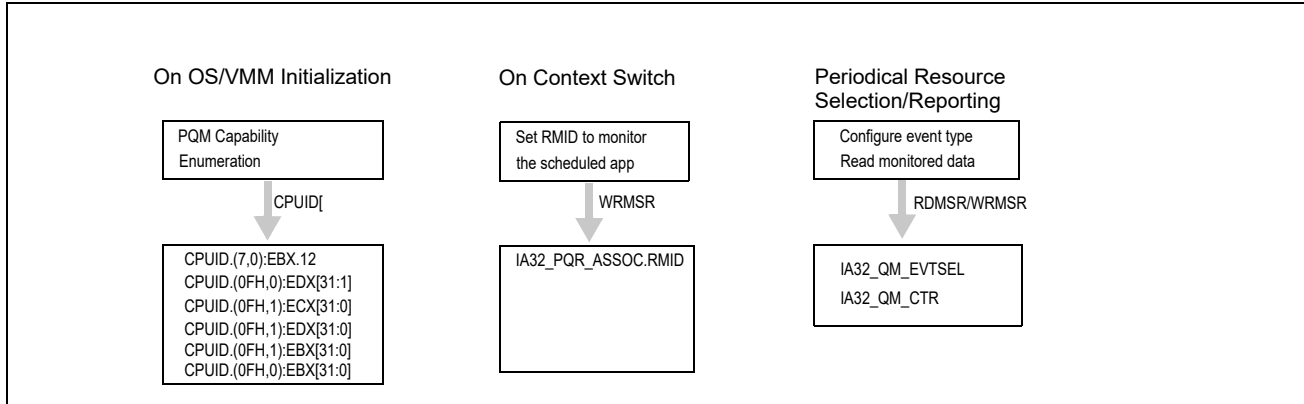 On OS/VMM Initialization
PQM Capability
Enumeration
CPUID[
CPUID.(7,0):EBX.12
CPUID.(0FH,0):EDX[31:1]
CPUID.(0FH,1):ECX[31:0]
CPUID.(0FH,1):EDX[31:0]
CPUID.(0FH,1):EBX[31:0]
CPUID.(0FH,0):EBX[31:0]
On Context Switch
Set RMID to monitor
the scheduled app
WRMSR
IA32_PQR_ASSOC.RMID
Periodical Resource
Selection/Reporting
Configure event type
Read monitored data
RDMSR/WRMSR
IA32_QM_EVTSEL
IA32_QM_CTR